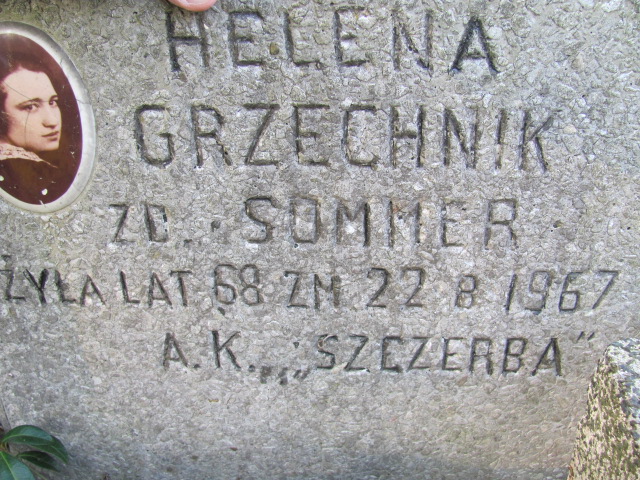 HELENA
GRZECHNIK
ZD. SOMMER
ŻYŁA LAT 68 ZM 22 8 1967
A.K. „SZCZERBA"